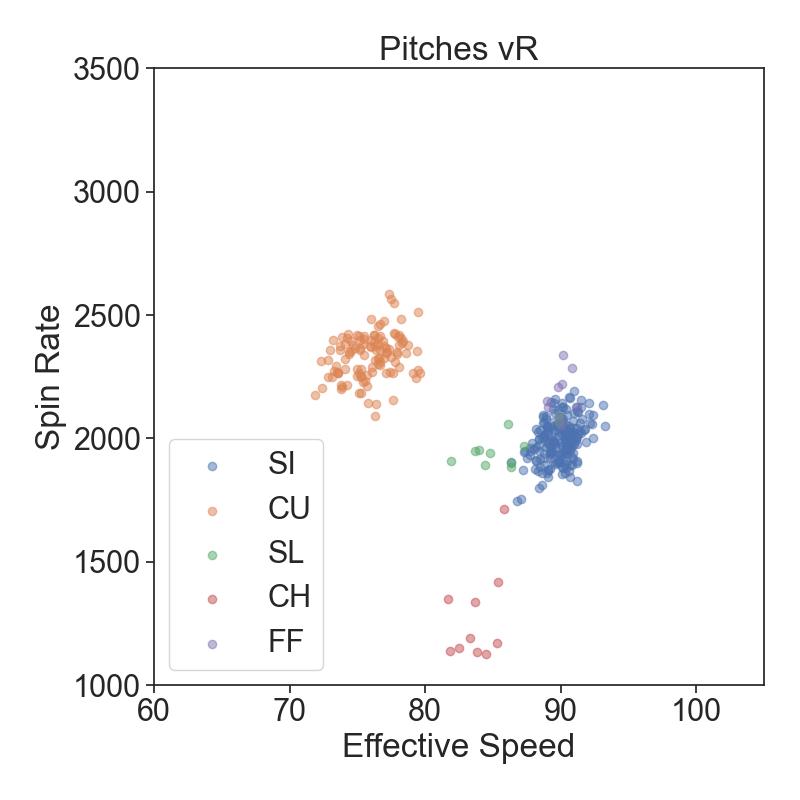 Pitches vR
3500
3000
2500
2000
1500
1000
Spin Rate
SI
CU
SL
CH
FF
60 70 80 90 100
Effective Speed